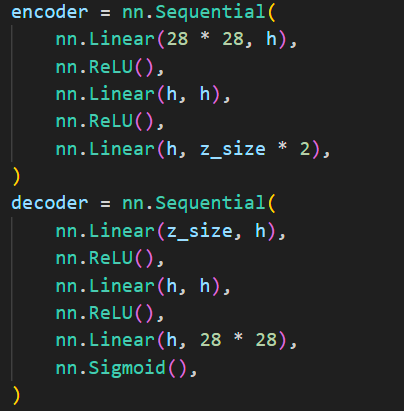 encoder = nn.Sequential(
    nn.Linear(28 * 28, h),
    nn.ReLU(),
    nn.Linear(h, h),
    nn.ReLU(),
    nn.Linear(h, z_size * 2),
)
decoder = nn.Sequential(
    nn.Linear(z_size, h),
    nn.ReLU(),
    nn.Linear(h, h),
    nn.ReLU(),
    nn.Linear(h, 28 * 28),
    nn.Sigmoid(),
)